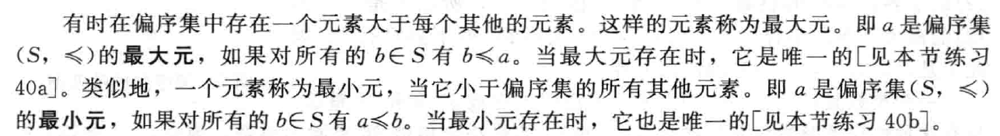 有时在偏序集中存在一个元素大于每个其他的元素。这样的元素称为最大元。即 a 是偏序集
(S, ≼)的最大元，如果对所有的 b∈S 有 b≼a。当最大元存在时，它是唯一的[见本节练习
40a]。类似地，一个元素称为最小元，当它小于偏序集的所有其他元素。即 a 是偏序集(S, ≼)
的最小元，如果对所有的 b∈S 有 a≼b。当最小元存在时，它也是唯一的[见本节练习 40b]。